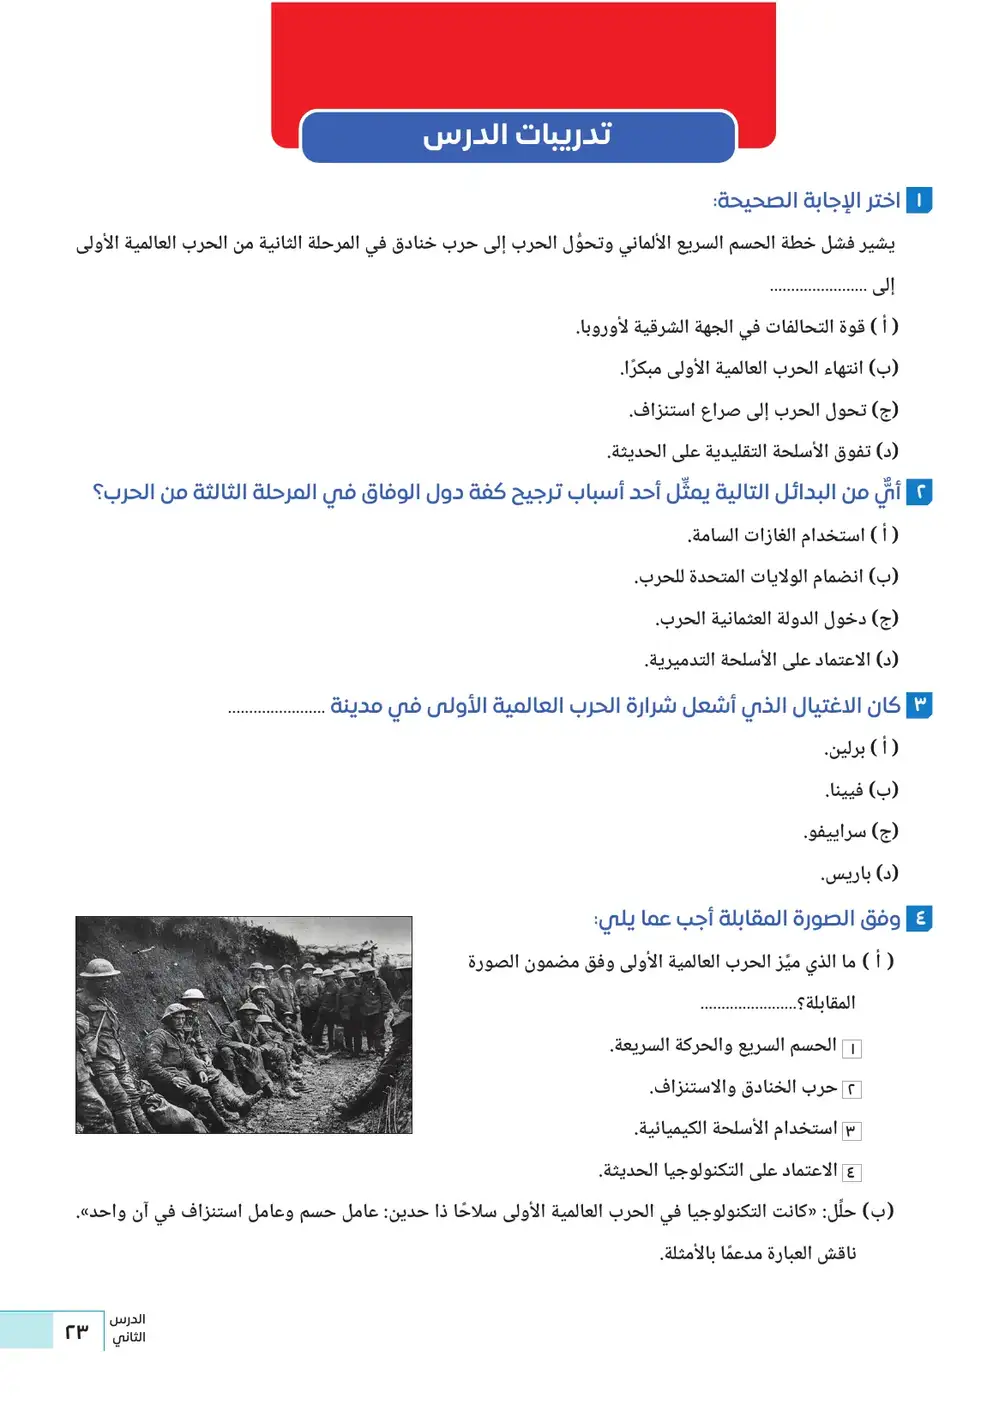 تدريبات الدرس
١ اختر الإجابة الصحيحة:
يشير فشل خطة الحسم السريع الألماني وتحوُّل الحرب إلى حرب خنادق في المرحلة الثانية من الحرب العالمية الأولى
إلى .......................
( أ ) قوة التحالفات في الجهة الشرقية لأوروبا.
(ب) انتهاء الحرب العالمية الأولى مبكرًا.
(ج) تحول الحرب إلى صراع استنزاف.
(د) تفوق الأسلحة التقليدية على الحديثة.
٢ أيٌّ من البدائل التالية يمثِّل أحد أسباب ترجيح كفة دول الوفاق في المرحلة الثالثة من الحرب؟
( أ ) استخدام الغازات السامة.
(ب) انضمام الولايات المتحدة للحرب.
(ج) دخول الدولة العثمانية الحرب.
(د) الاعتماد على الأسلحة التدميرية.
٣ كان الاغتيال الذي أشعل شرارة الحرب العالمية الأولى في مدينة .......................
( أ ) برلين.
(ب) فيينا.
(ج) سراييفو.
(د) باريس.
٤ وفق الصورة المقابلة أجب عما يلي:
( أ ) ما الذي ميَّز الحرب العالمية الأولى وفق مضمون الصورة
المقابلة؟.......................
١ الحسم السريع والحركة السريعة.
٢ حرب الخنادق والاستنزاف.
٣ استخدام الأسلحة الكيميائية.
٤ الاعتماد على التكنولوجيا الحديثة.
(ب) حلِّل: «كانت التكنولوجيا في الحرب العالمية الأولى سلاحًا ذا حدين: عامل حسم وعامل استنزاف في آن واحد».
ناقش العبارة مدعمًا بالأمثلة.
الدرس
الثاني
٢٣